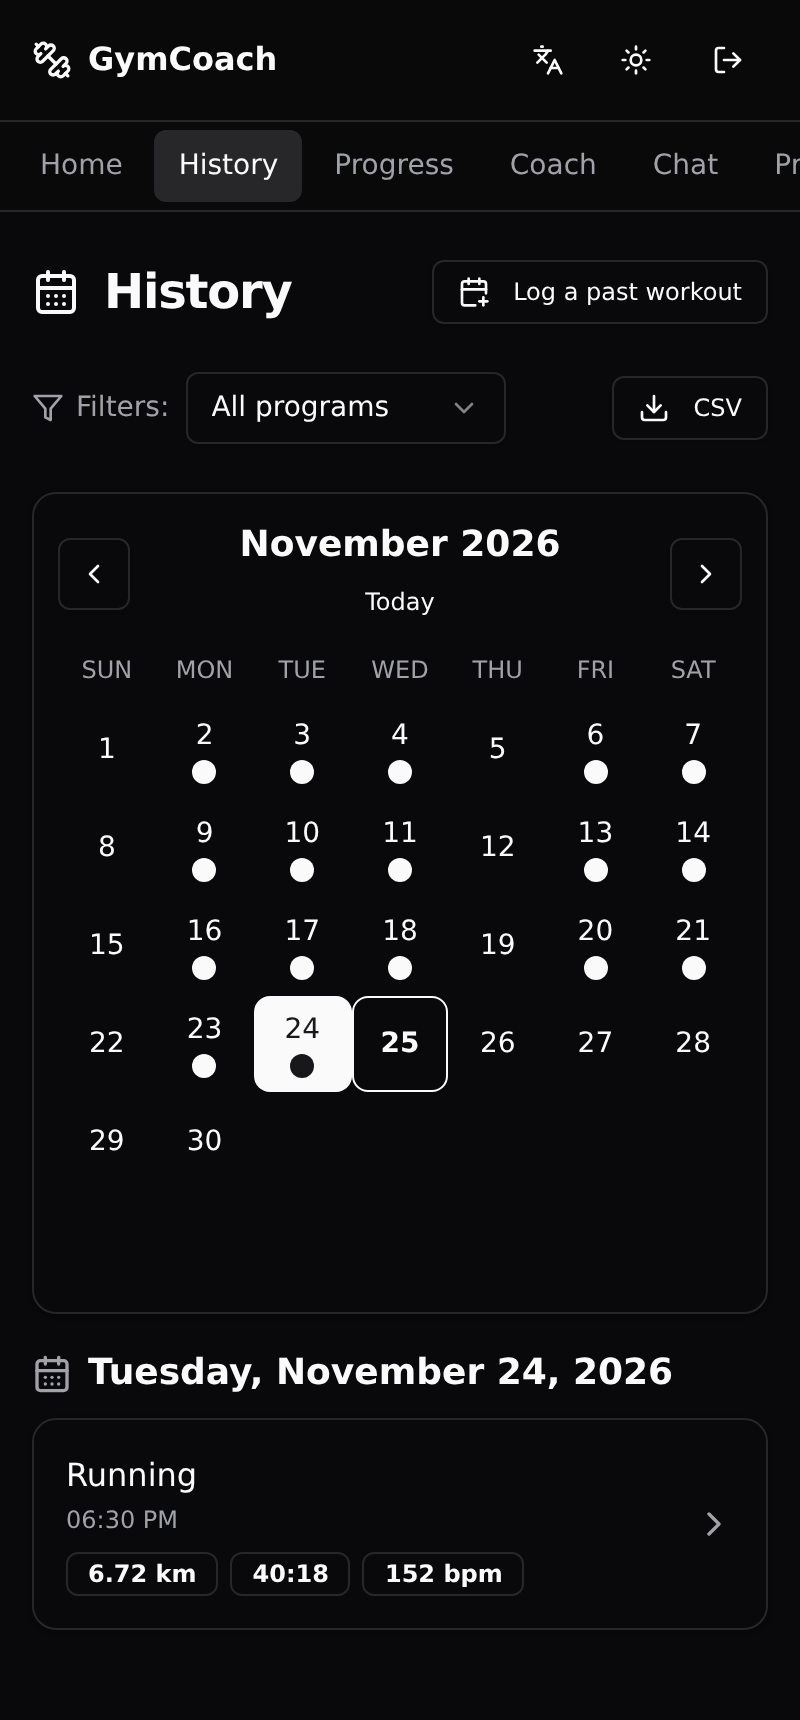 GymCoach
Home History Progress Coach Chat Pr
History Log a past workout
Filters: All programs CSV
November 2026
Today
SUN MON TUE WED THU FRI SAT
1 2 3 4 5 6 7
8 9 10 11 12 13 14
15 16 17 18 19 20 21
22 23 24 25 26 27 28
29 30
Tuesday, November 24, 2026
Running
06:30 PM
6.72 km 40:18 152 bpm